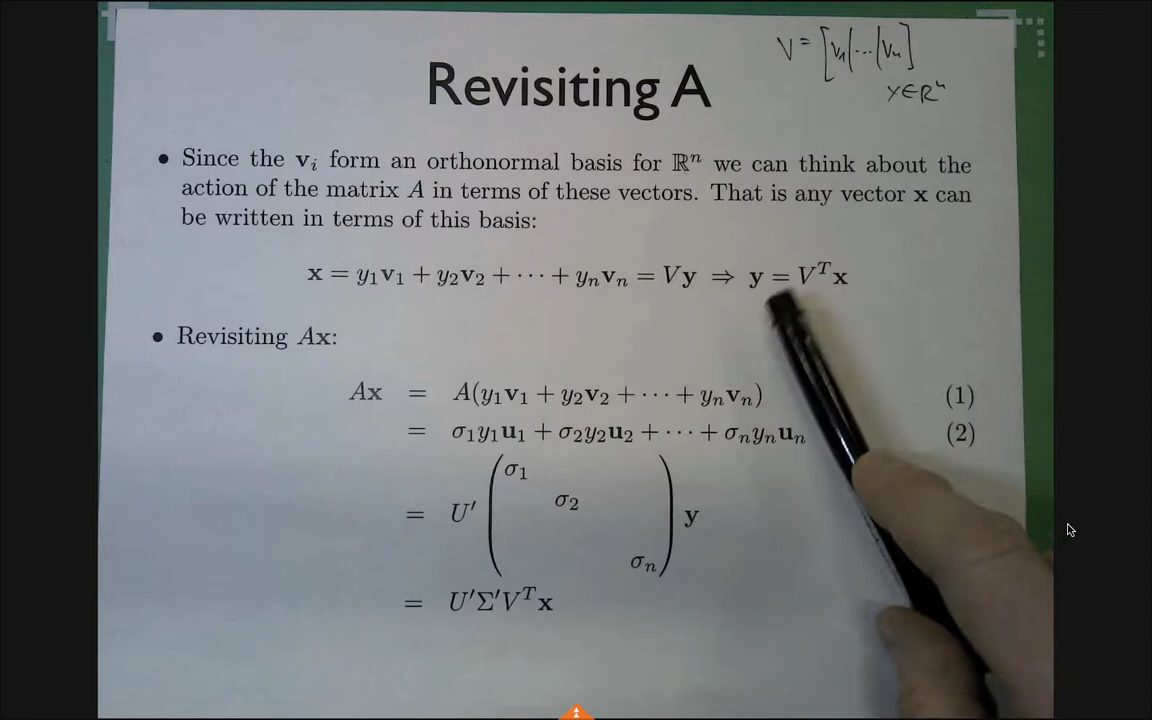 V = [v₁|...|vₙ]
y∈Rⁿ
Revisiting A
• Since the vᵢ form an orthonormal basis for ℝⁿ we can think about the
action of the matrix A in terms of these vectors. That is any vector x can
be written in terms of this basis:
x = y₁v₁ + y₂v₂ + ··· + yₙvₙ = Vy ⇒ y = Vᵀx
• Revisiting Ax:
Ax = A(y₁v₁ + y₂v₂ + ··· + yₙvₙ) (1)
= σ₁y₁u₁ + σ₂y₂u₂ + ··· + σₙyₙuₙ (2)
σ₁
σ₂
= U′ ( ) y
σₙ
= U′Σ′Vᵀx